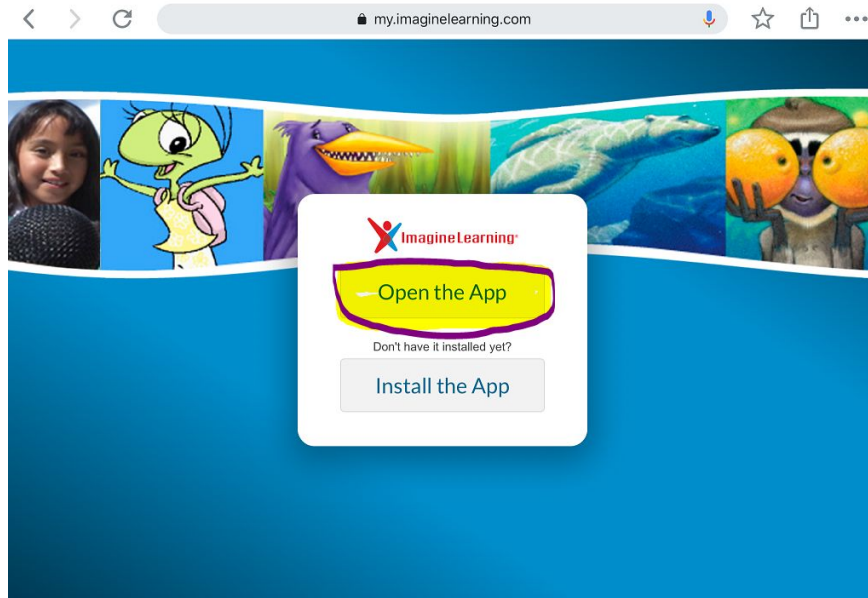 my.imaginelearning.com
ImagineLearning®
Open the App
Don't have it installed yet?
Install the App